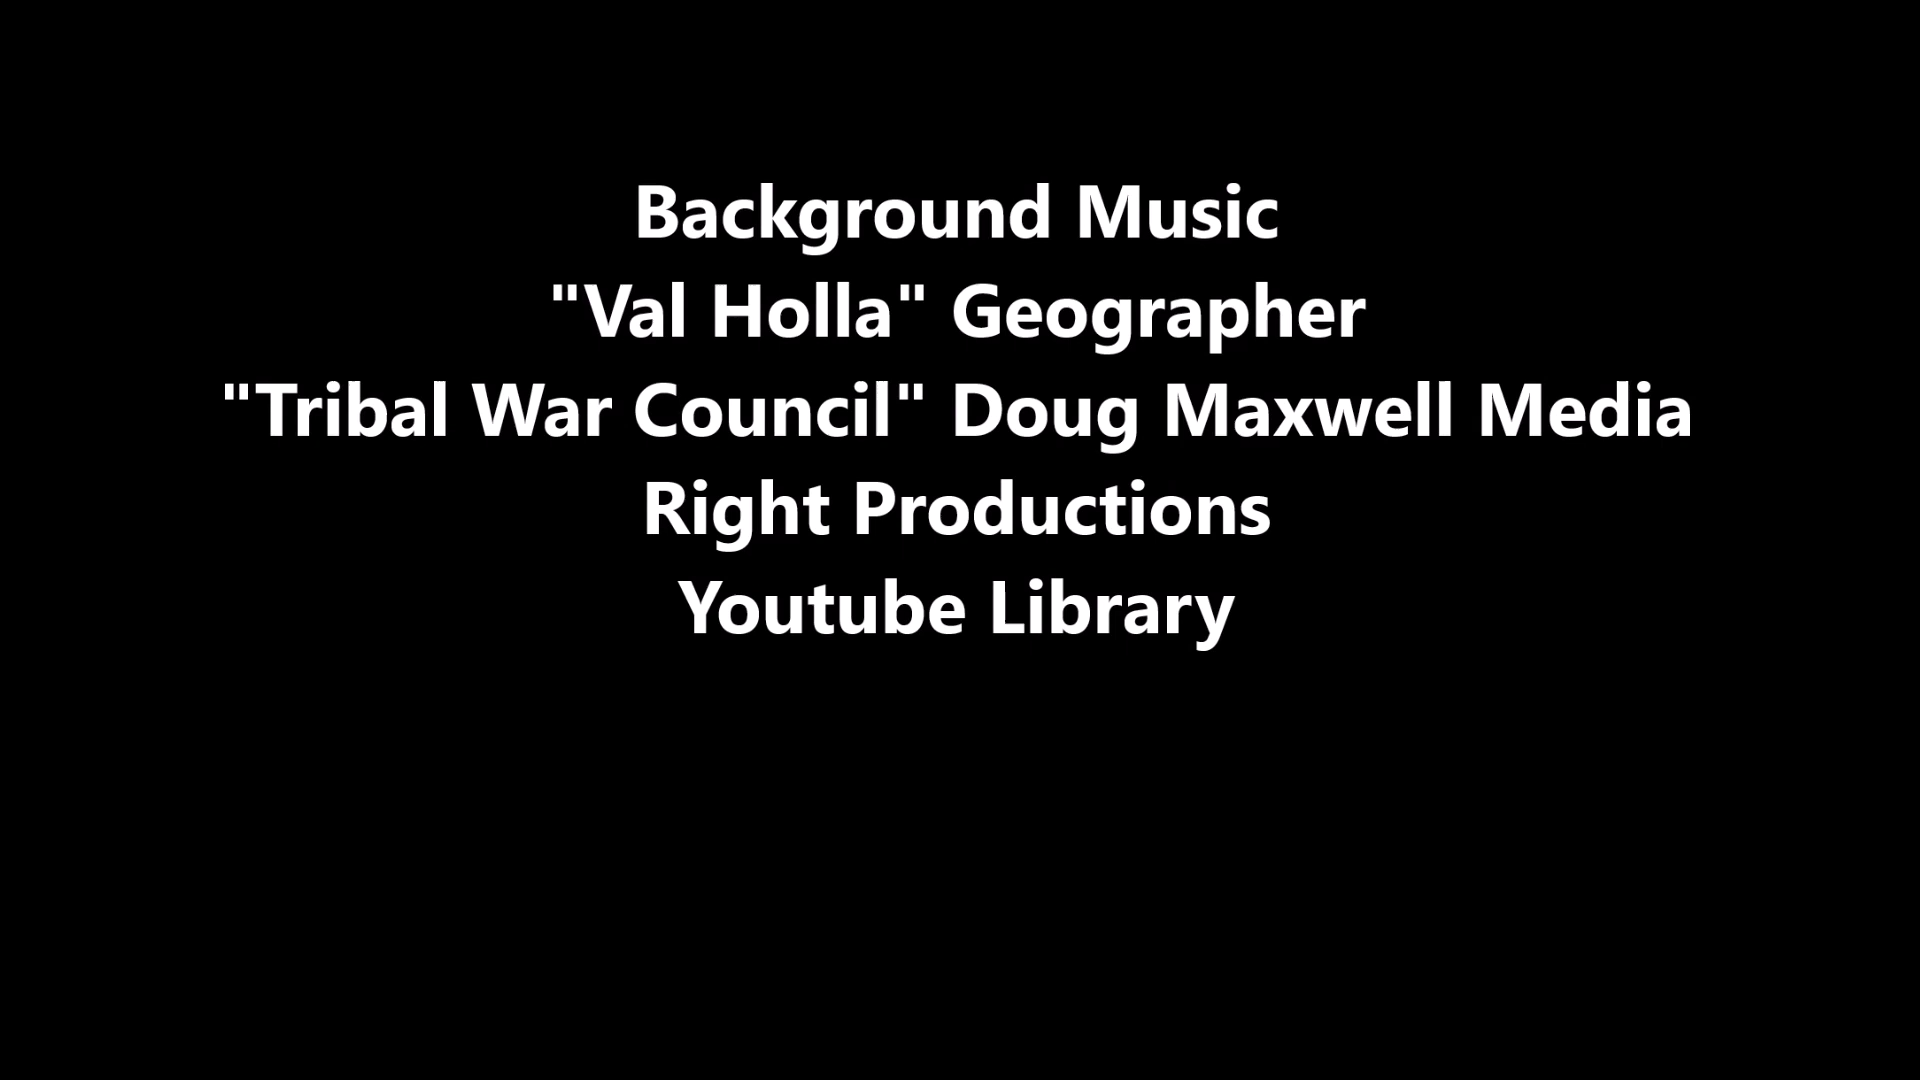 Background Music
"Val Holla" Geographer
"Tribal War Council" Doug Maxwell Media
Right Productions
Youtube Library